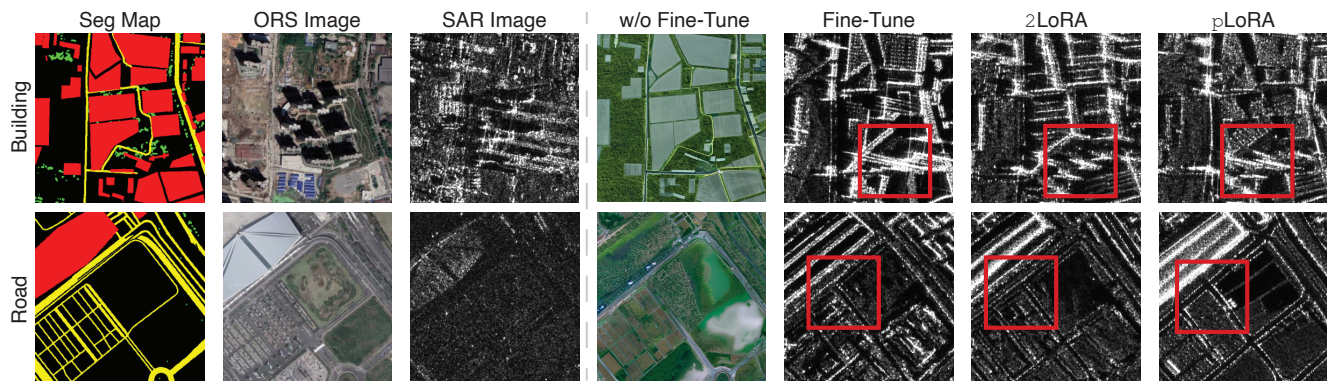 Seg Map ORS Image SAR Image w/o Fine-Tune Fine-Tune 2LoRA pLoRA
Building
Road